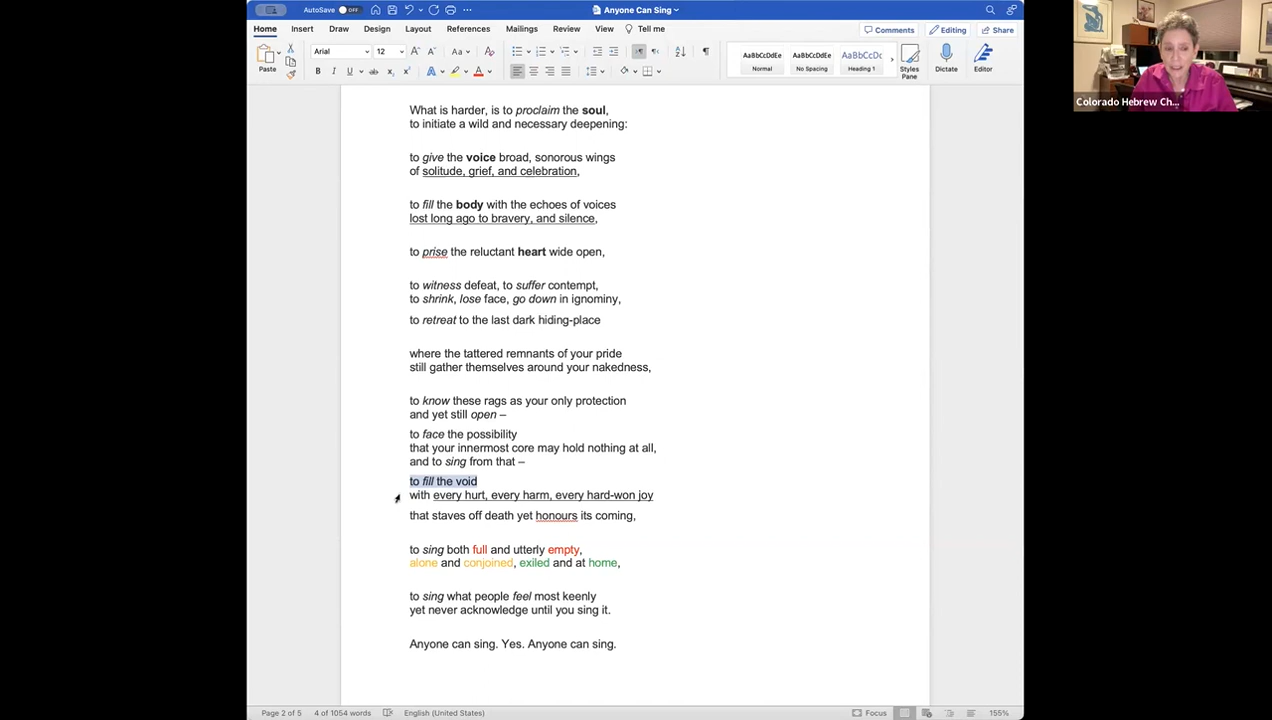 AutoSave OFF
Anyone Can Sing
Home Insert Draw Design Layout References Mailings Review View Tell me
Comments Editing Share
Paste
Arial 12
AaBbCcDdEe AaBbCcDdEe AaBbCcDc
Normal No Spacing Heading 1
Styles Pane
Dictate
Editor
Colorado Hebrew Ch...
What is harder, is to proclaim the soul,
to initiate a wild and necessary deepening:
to give the voice broad, sonorous wings
of solitude, grief, and celebration,
to fill the body with the echoes of voices
lost long ago to bravery, and silence,
to prise the reluctant heart wide open,
to witness defeat, to suffer contempt,
to shrink, lose face, go down in ignominy,
to retreat to the last dark hiding-place
where the tattered remnants of your pride
still gather themselves around your nakedness,
to know these rags as your only protection
and yet still open –
to face the possibility
that your innermost core may hold nothing at all,
and to sing from that –
to fill the void
with every hurt, every harm, every hard-won joy
that staves off death yet honours its coming,
to sing both full and utterly empty,
alone and conjoined, exiled and at home,
to sing what people feel most keenly
yet never acknowledge until you sing it.
Anyone can sing. Yes. Anyone can sing.
Page 2 of 5 4 of 1054 words English (United States) Focus 155%